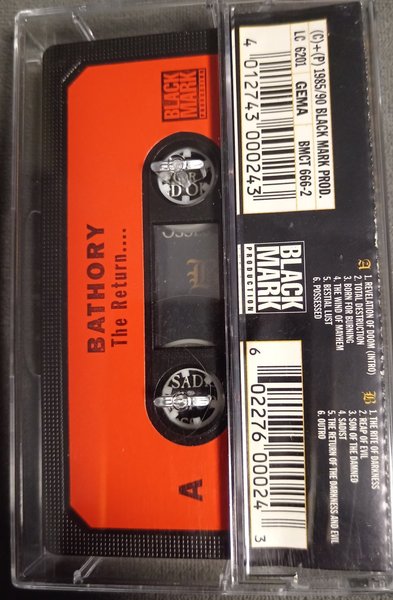 BLACK
MARK
PRODUCTION
BATHORY
The Return....
A
SAD
DO
4 012743 000243
(C)+(P) 1985/90 BLACK MARK PROD.
LC 6201 GEMA BMCT 666-2
BLACK
MARK
PRODUCTION
6 02276 00024 3
A 1. REVELATION OF DOOM (INTRO)
2. TOTAL DESTRUCTION
3. BORN FOR BURNING
4. THE WIND OF MAYHEM
5. BESTIAL LUST
6. POSSESSED
B 1. THE RITE OF DARKNESS
2. REAP OF EVIL
3. SON OF THE DAMNED
4. SADIST
5. THE RETURN OF THE DARKNESS AND EVIL
6. OUTRO